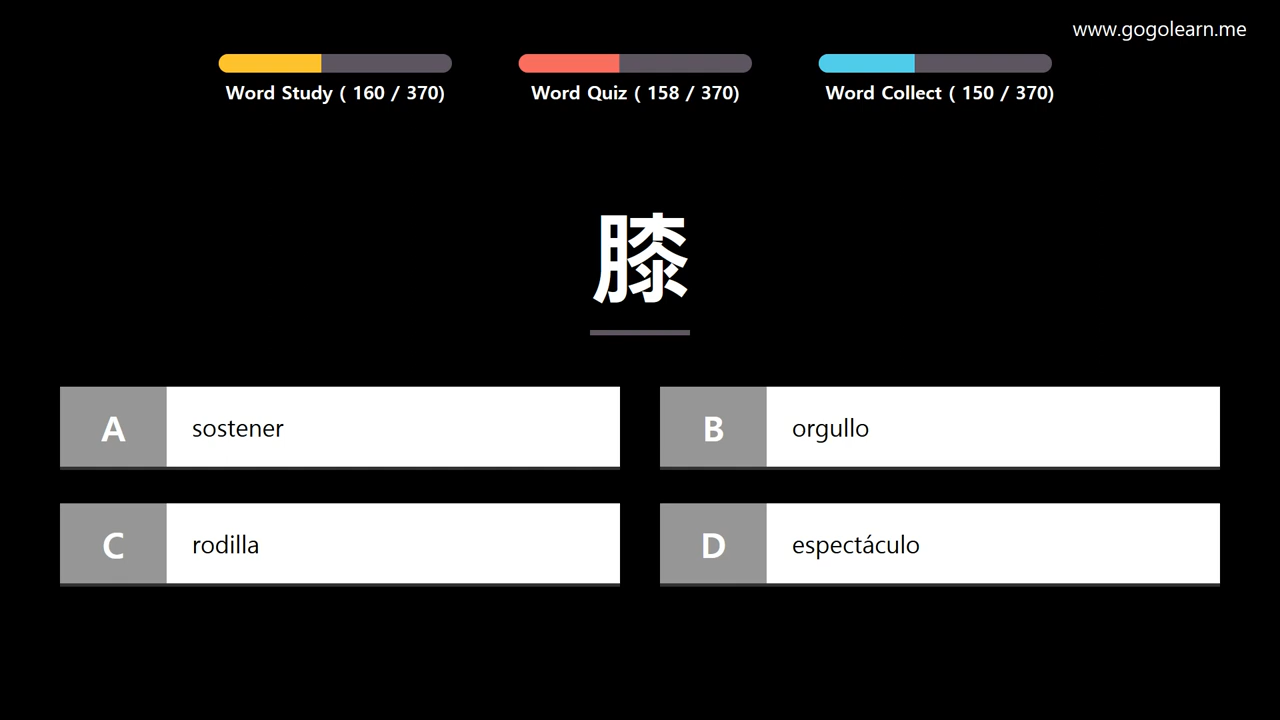 www.gogolearn.me
Word Study ( 160 / 370)
Word Quiz ( 158 / 370)
Word Collect ( 150 / 370)
膝
A sostener
B orgullo
C rodilla
D espectáculo